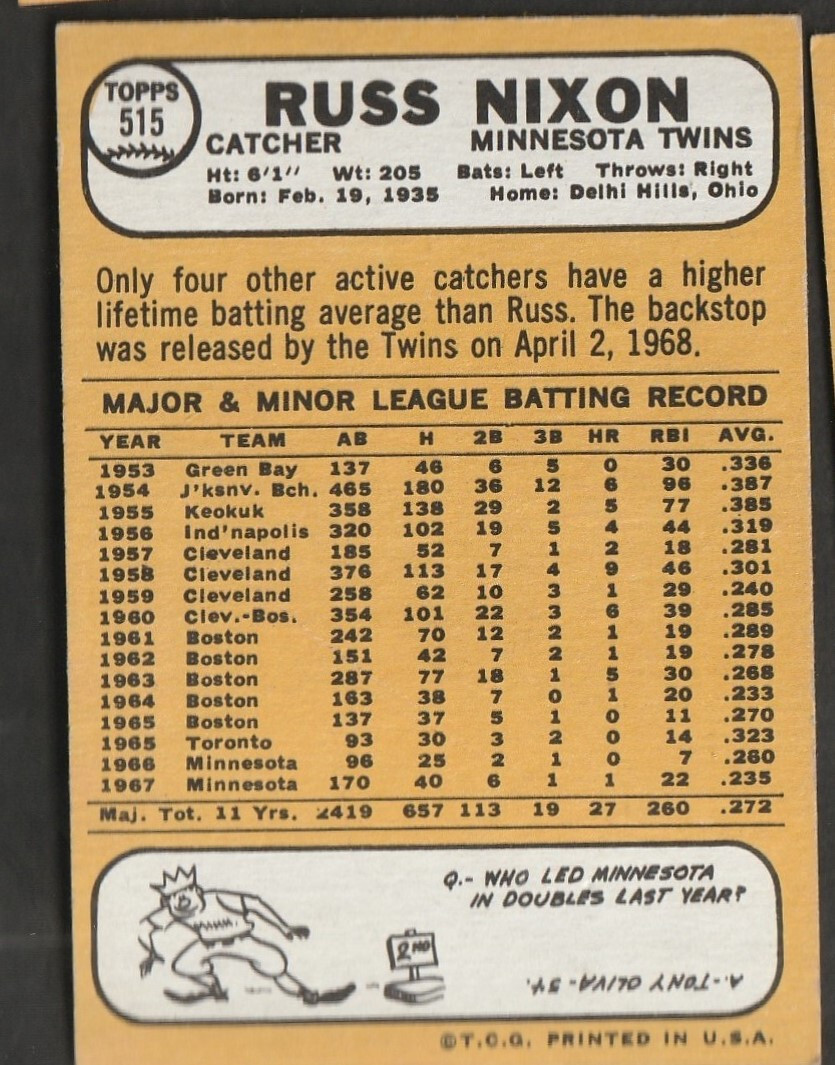 TOPPS
515
RUSS NIXON
CATCHER MINNESOTA TWINS
Ht: 6'1" Wt: 205 Bats: Left Throws: Right
Born: Feb. 19, 1935 Home: Delhi Hills, Ohio
Only four other active catchers have a higher
lifetime batting average than Russ. The backstop
was released by the Twins on April 2, 1968.
MAJOR & MINOR LEAGUE BATTING RECORD
YEAR TEAM AB H 2B 3B HR RBI AVG.
1953 Green Bay 137 46 6 5 0 30 .336
1954 J'ksnv. Bch. 465 180 36 12 6 96 .387
1955 Keokuk 358 138 29 2 5 77 .385
1956 Ind'napolis 320 102 19 5 4 44 .319
1957 Cleveland 185 52 7 1 2 18 .281
1958 Cleveland 376 113 17 4 9 46 .301
1959 Cleveland 258 62 10 3 1 29 .240
1960 Clev.-Bos. 354 101 22 3 6 39 .285
1961 Boston 242 70 12 2 1 19 .289
1962 Boston 151 42 7 2 1 19 .278
1963 Boston 287 77 18 1 5 30 .268
1964 Boston 163 38 7 0 1 20 .233
1965 Boston 137 37 5 1 0 11 .270
1965 Toronto 93 30 3 2 0 14 .323
1966 Minnesota 96 25 2 1 0 7 .260
1967 Minnesota 170 40 6 1 1 22 .235
Maj. Tot. 11 Yrs. 2419 657 113 19 27 260 .272
Q.- WHO LED MINNESOTA
IN DOUBLES LAST YEAR?
2ND
A.-TONY OLIVA- 34.
©T.C.G. PRINTED IN U.S.A.